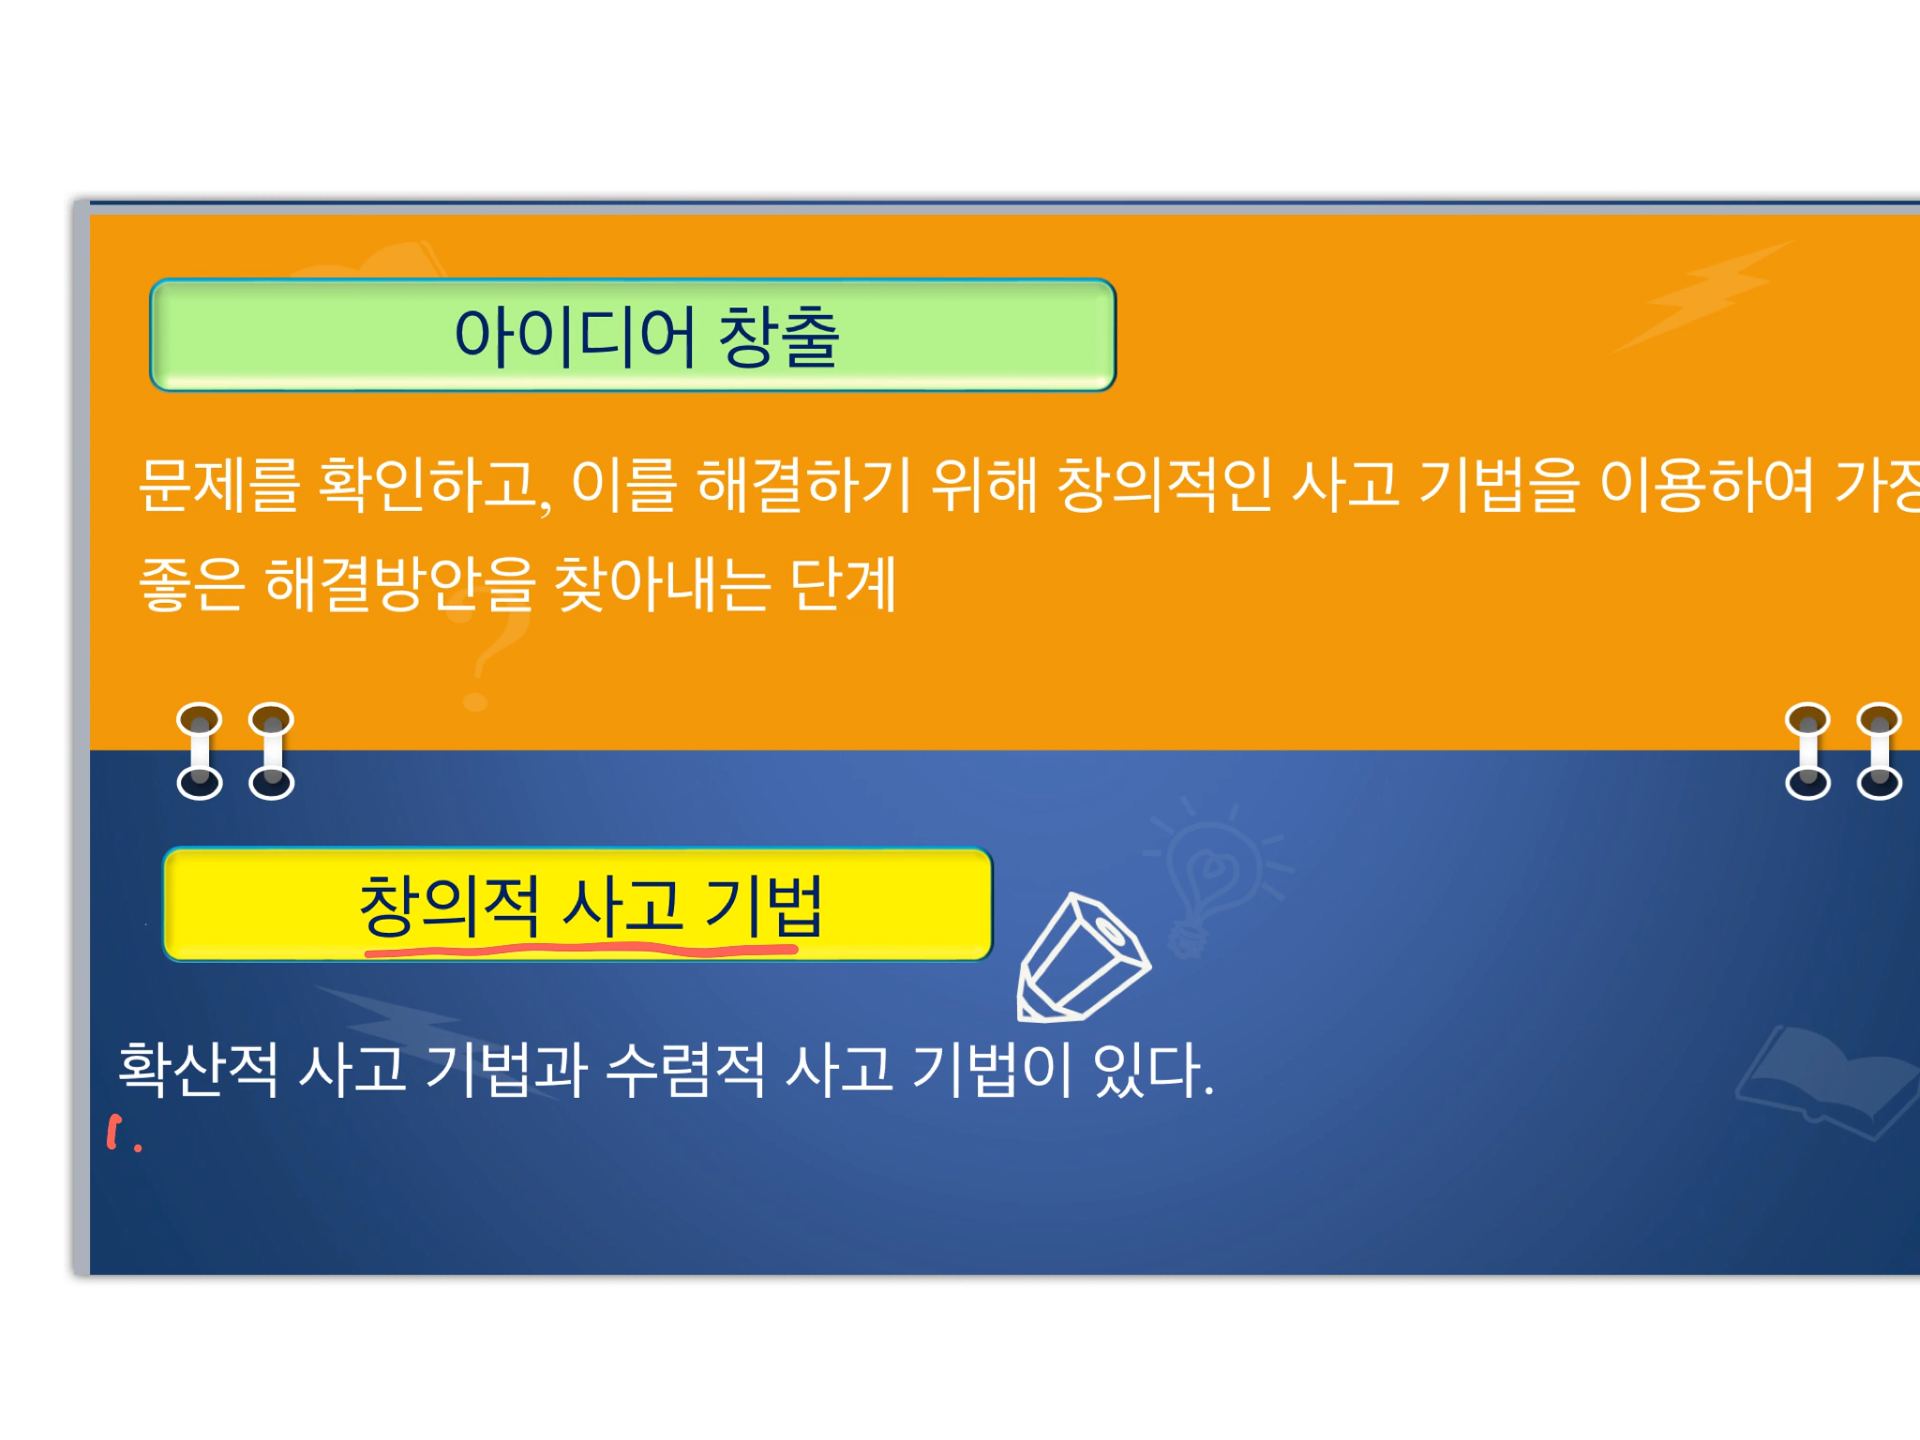 아이디어 창출
문제를 확인하고, 이를 해결하기 위해 창의적인 사고 기법을 이용하여
좋은 해결방안을 찾아내는 단계
창의적 사고 기법
확산적 사고 기법과 수렴적 사고 기법이 있다.